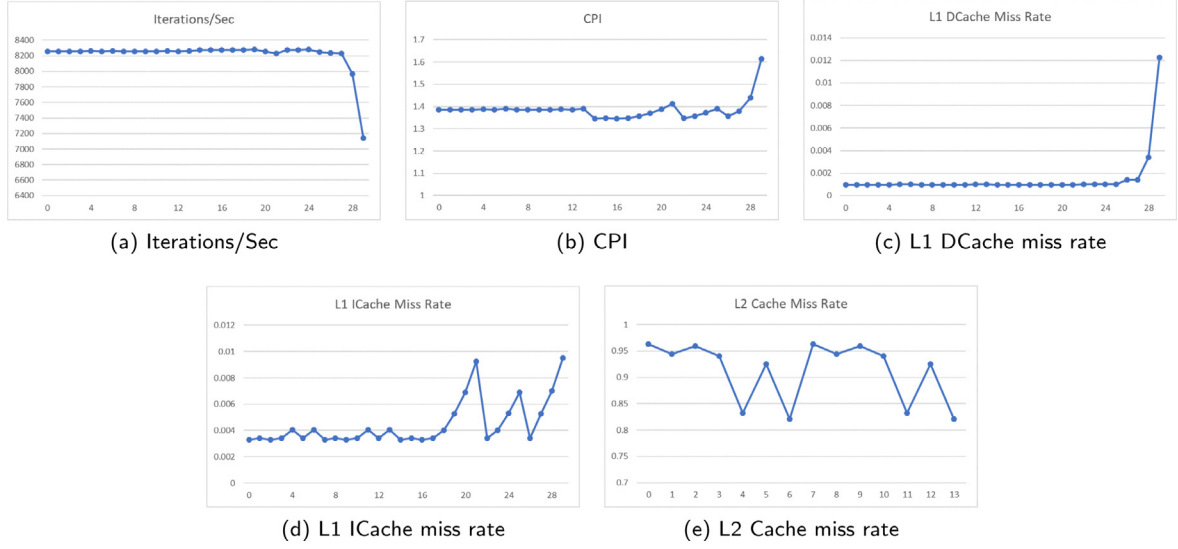 Iterations/Sec
8400
8200
8000
7800
7600
7400
7200
7000
6800
6600
6400
0 4 8 12 16 20 24 28
(a) Iterations/Sec
CPI
1.7
1.6
1.5
1.4
1.3
1.2
1.1
1
0 4 8 12 16 20 24 28
(b) CPI
L1 DCache Miss Rate
0.014
0.012
0.01
0.008
0.006
0.004
0.002
0
0 4 8 12 16 20 24 28
(c) L1 DCache miss rate
L1 ICache Miss Rate
0.012
0.01
0.008
0.006
0.004
0.002
0
0 4 8 12 16 20 24 28
(d) L1 ICache miss rate
L2 Cache Miss Rate
1
0.95
0.9
0.85
0.8
0.75
0.7
0 1 2 3 4 5 6 7 8 9 10 11 12 13
(e) L2 Cache miss rate